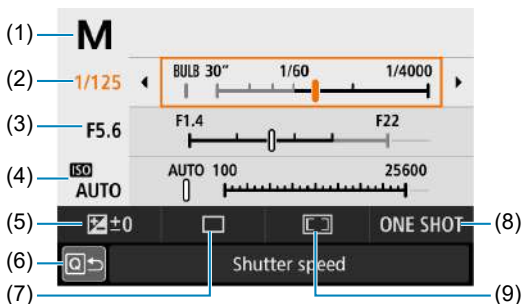 (1) M
BULB 30" 1/60 1/4000
(2) 1/125
F1.4 F22
(3) F5.6
AUTO 100 25600
(4) ISO AUTO
(5) ±0 ONE SHOT (8)
(6) Q Shutter speed
(7) (9)